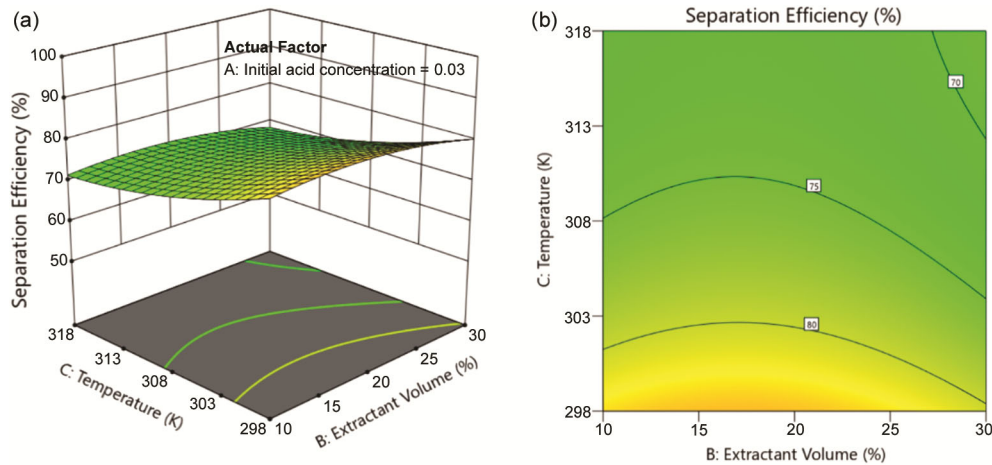 (a)
Actual Factor
A: Initial acid concentration = 0.03
Separation Efficiency (%)
100
90
80
70
60
50
318
313
308
303
298
C: Temperature (K)
10
15
20
25
30
B: Extractant Volume (%)
(b)
Separation Efficiency (%)
318
313
308
303
298
C: Temperature (K)
70
75
80
10
15
20
25
30
B: Extractant Volume (%)